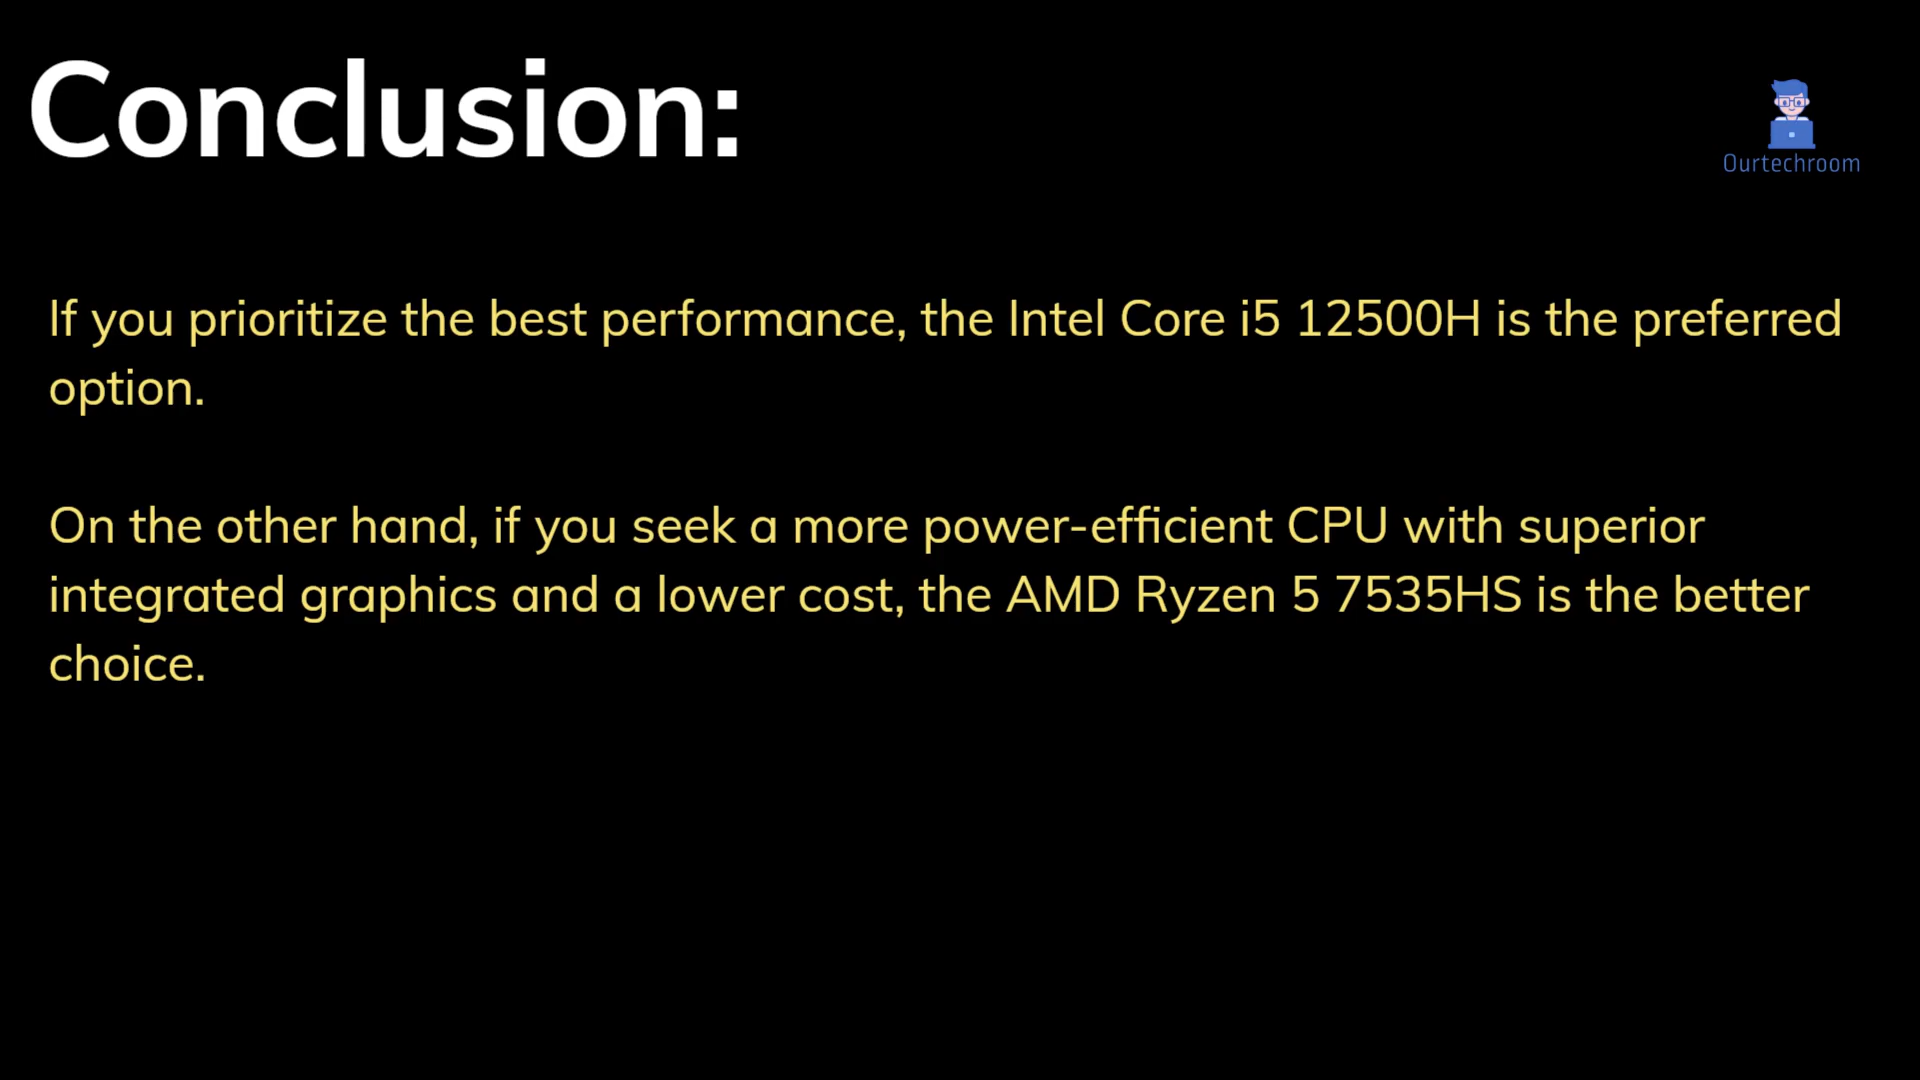 Conclusion:
Ourtechroom
If you prioritize the best performance, the Intel Core i5 12500H is the preferred
option.
On the other hand, if you seek a more power-efficient CPU with superior
integrated graphics and a lower cost, the AMD Ryzen 5 7535HS is the better
choice.